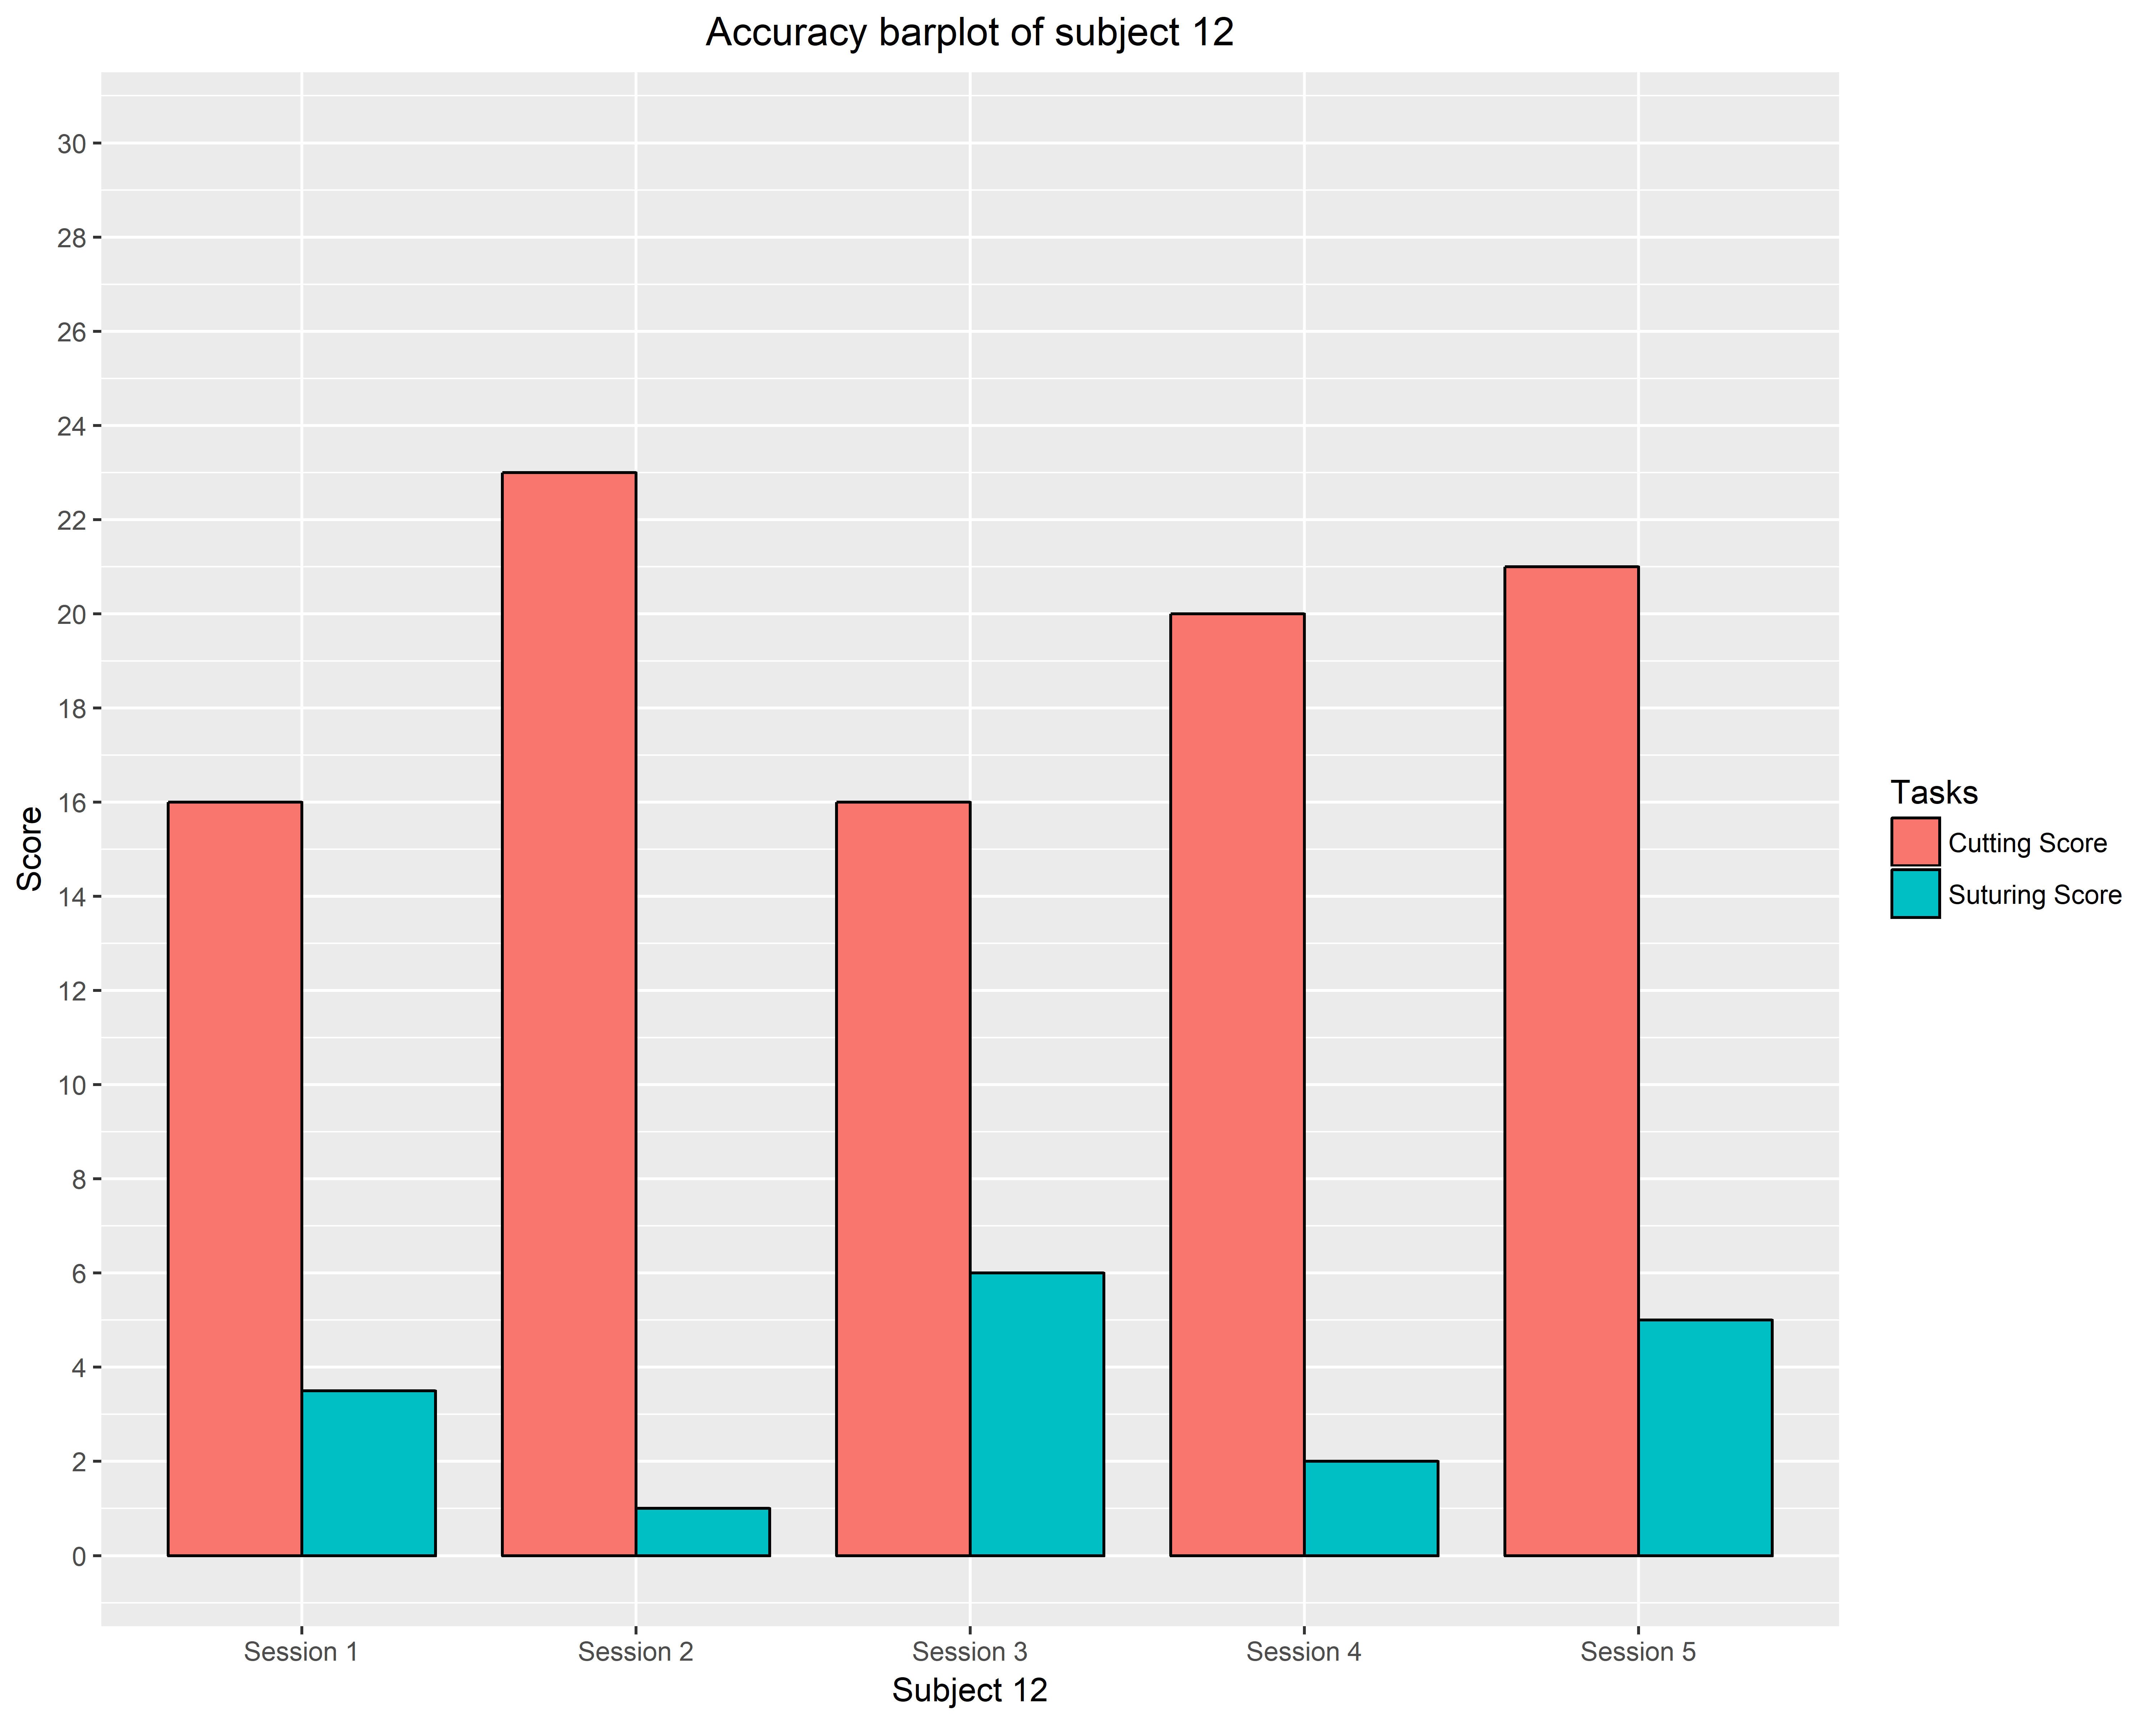 Accuracy barplot of subject 12
30
28
26
24
22
20
18
16
14
12
10
8
6
4
2
0
Score
Session 1
Session 2
Session 3
Session 4
Session 5
Subject 12
Tasks
Cutting Score
Suturing Score